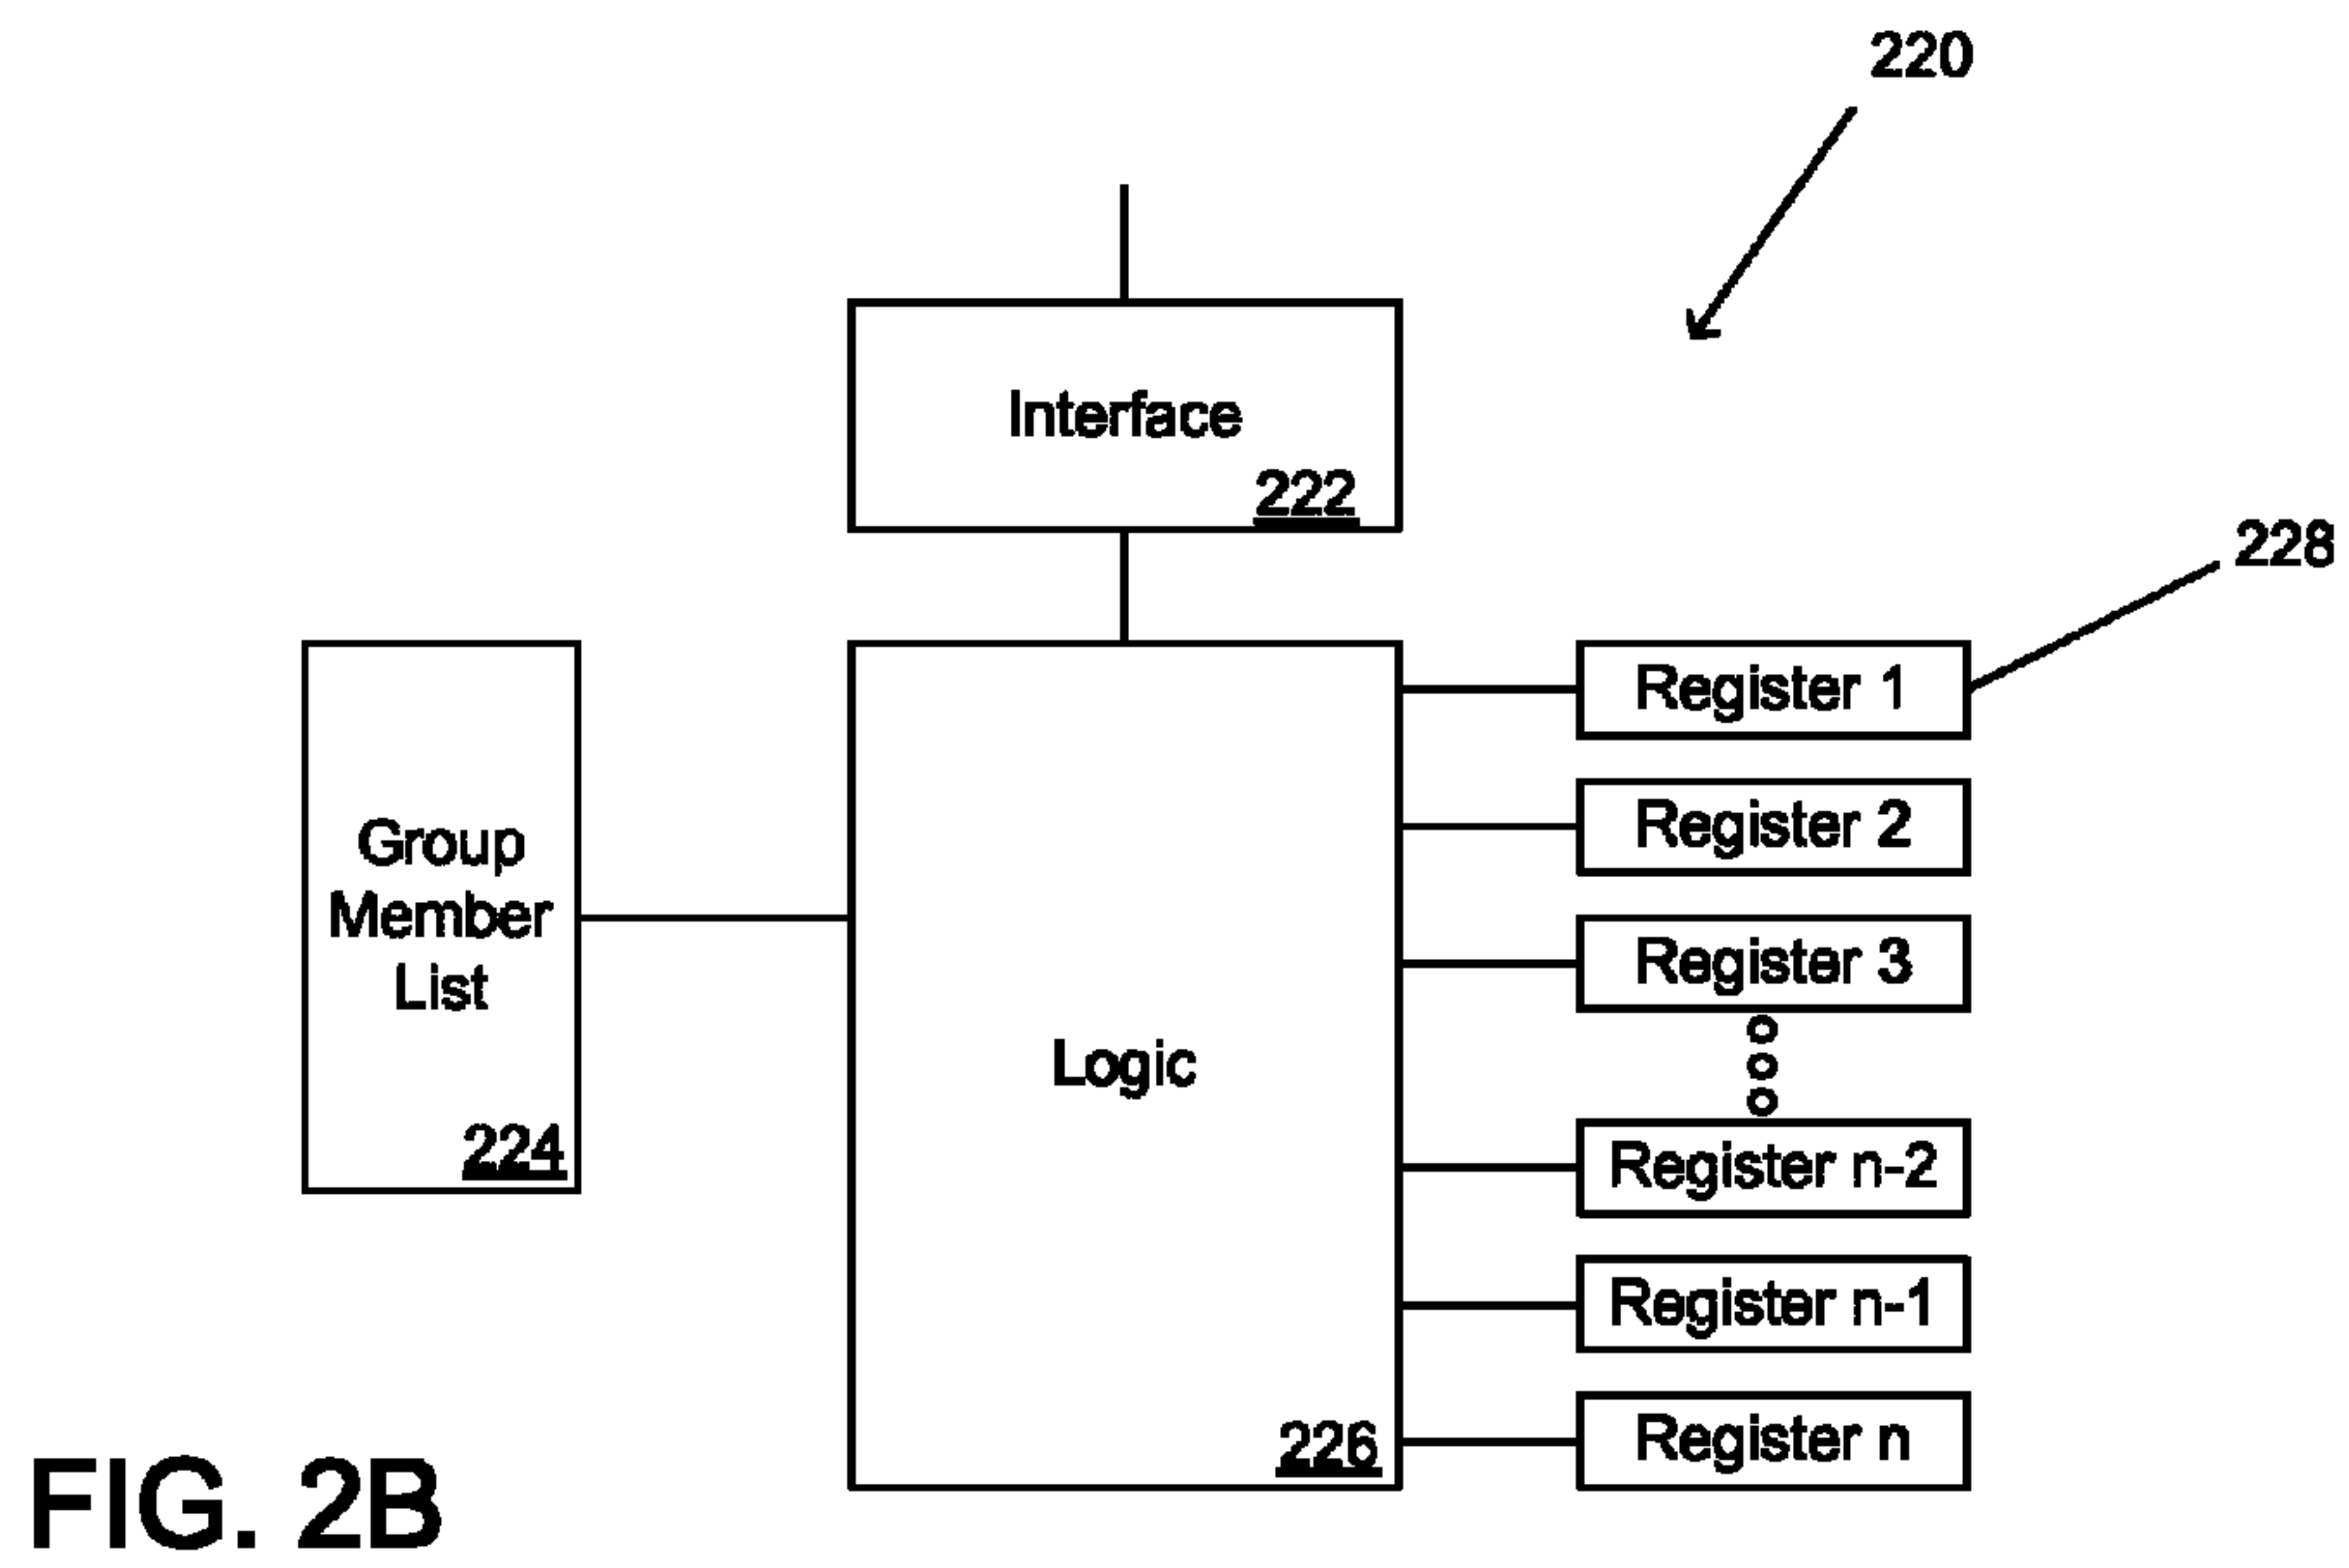 220
Interface
222
228
Register 1
Register 2
Group
Member
List
Register 3
Logic
224
Register n-2
Register n-1
Register n
226
FIG. 2B